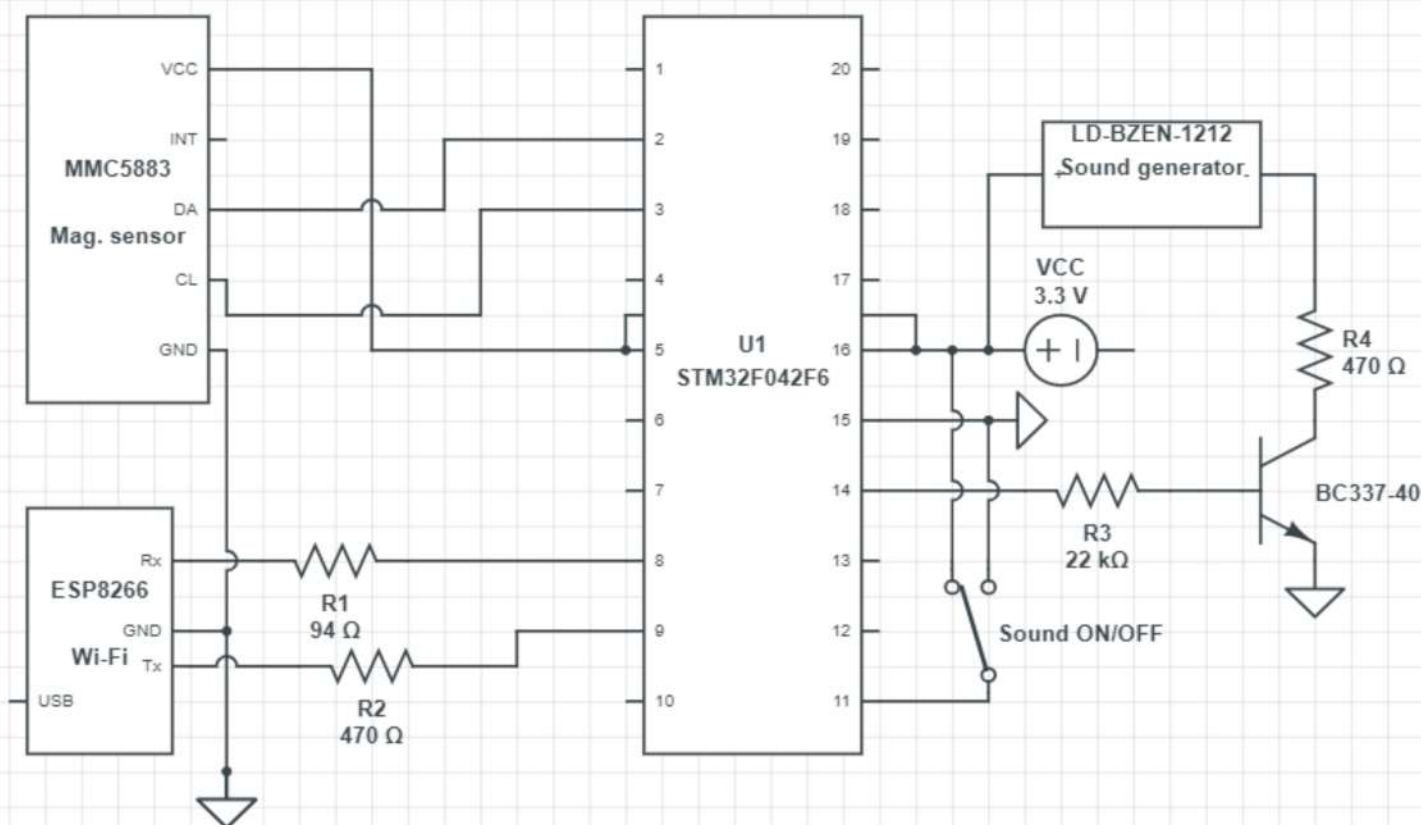 VCC
INT
MMC5883
DA
Mag. sensor
CL
GND
Rx
ESP8266
GND
Wi-Fi
Tx
USB
R1
94 Ω
R2
470 Ω
1
2
3
4
5
6
7
8
9
10
U1
STM32F042F6
20
19
18
17
16
15
14
13
12
11
LD-BZEN-1212
+Sound generator-
VCC
3.3 V
R4
470 Ω
BC337-40
R3
22 kΩ
Sound ON/OFF